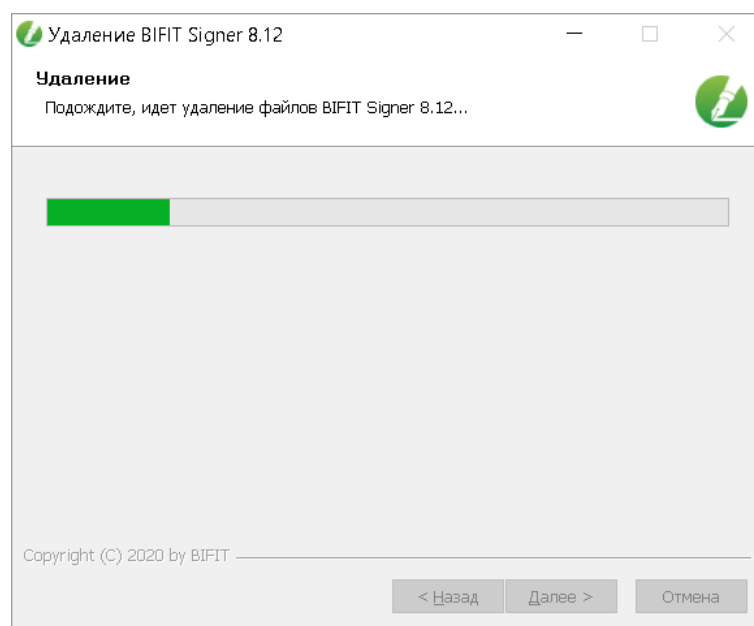 Удаление BIFIT Signer 8.12
Удаление
Подождите, идет удаление файлов BIFIT Signer 8.12...
Copyright (C) 2020 by BIFIT
< Назад Далее > Отмена